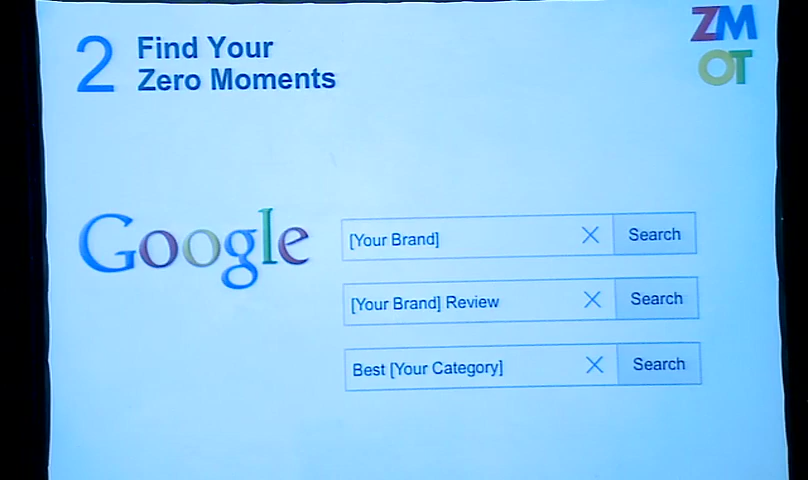 2
Find Your
Zero Moments
ZM
OT
Google
[Your Brand]
Search
[Your Brand] Review
Search
Best [Your Category]
Search